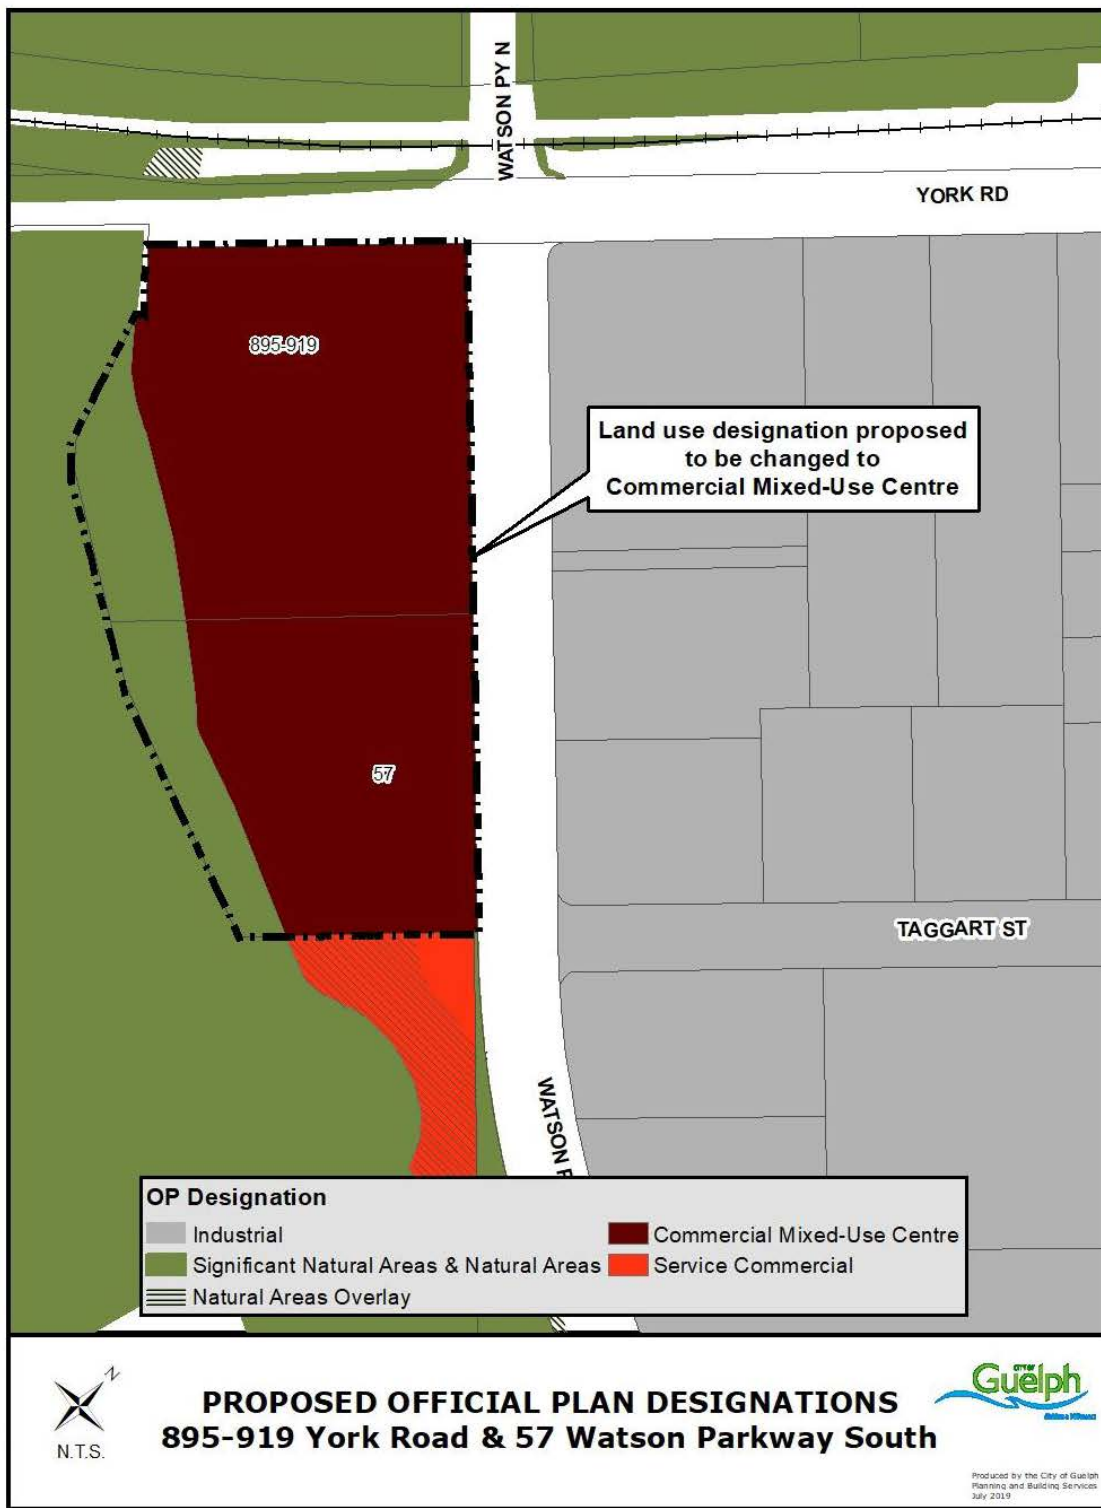 WATSON PY N
YORK RD
895-919
Land use designation proposed
to be changed to
Commercial Mixed-Use Centre
57
TAGGART ST
WATSON P
OP Designation
Industrial
Commercial Mixed-Use Centre
Significant Natural Areas & Natural Areas
Service Commercial
Natural Areas Overlay
N
N.T.S.
PROPOSED OFFICIAL PLAN DESIGNATIONS
895-919 York Road & 57 Watson Parkway South
CITY OF
Guelph
Produced by the City of Guelph
Planning and Building Services
July 2019